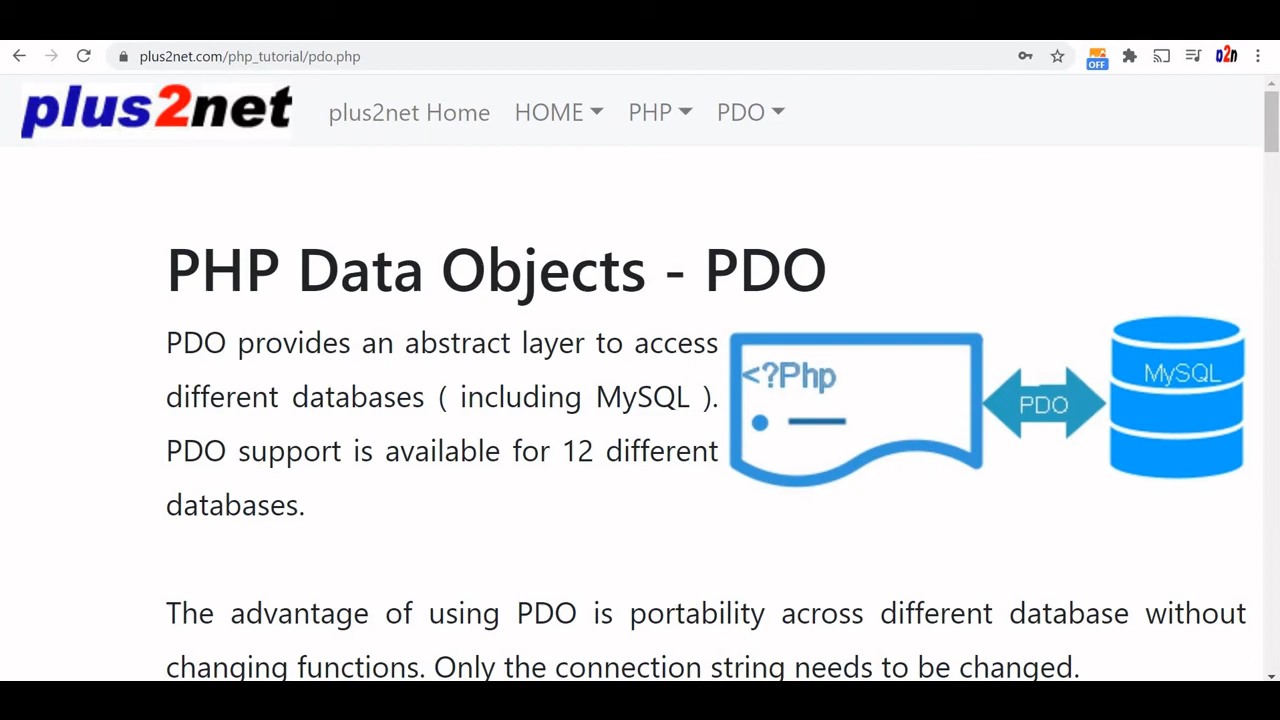 plus2net.com/php_tutorial/pdo.php
OFF
p2n
plus2net
plus2net Home HOME PHP PDO
PHP Data Objects - PDO
PDO provides an abstract layer to access
different databases ( including MySQL ).
PDO support is available for 12 different
databases.
<?Php
PDO
MySQL
The advantage of using PDO is portability across different database without
changing functions. Only the connection string needs to be changed.